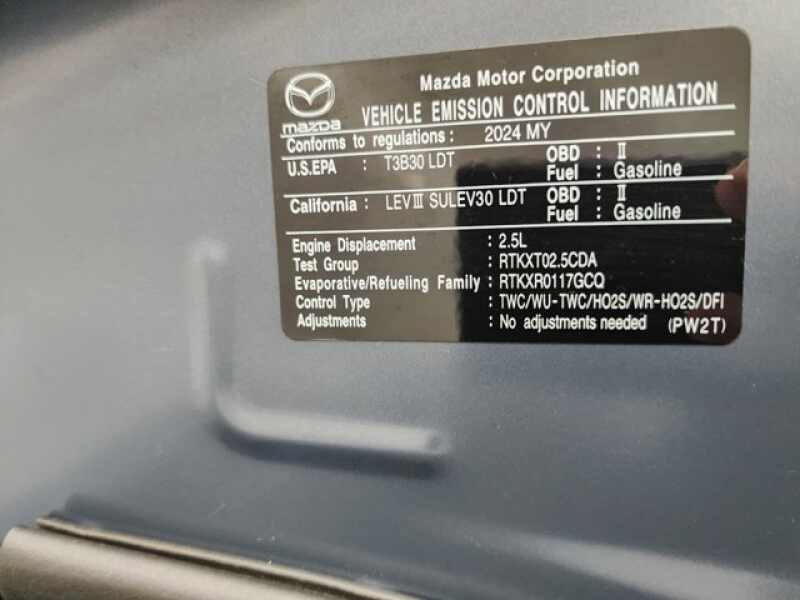 Mazda Motor Corporation
mazda VEHICLE EMISSION CONTROL INFORMATION
Conforms to regulations : 2024 MY
U.S.EPA : T3B30 LDT OBD : II
Fuel : Gasoline
California : LEVIII SULEV30 LDT OBD : II
Fuel : Gasoline
Engine Displacement : 2.5L
Test Group : RTKXT02.5CDA
Evaporative/Refueling Family : RTKXR0117GCQ
Control Type : TWC/WU-TWC/HO2S/WR-HO2S/DFI
Adjustments : No adjustments needed (PW2T)